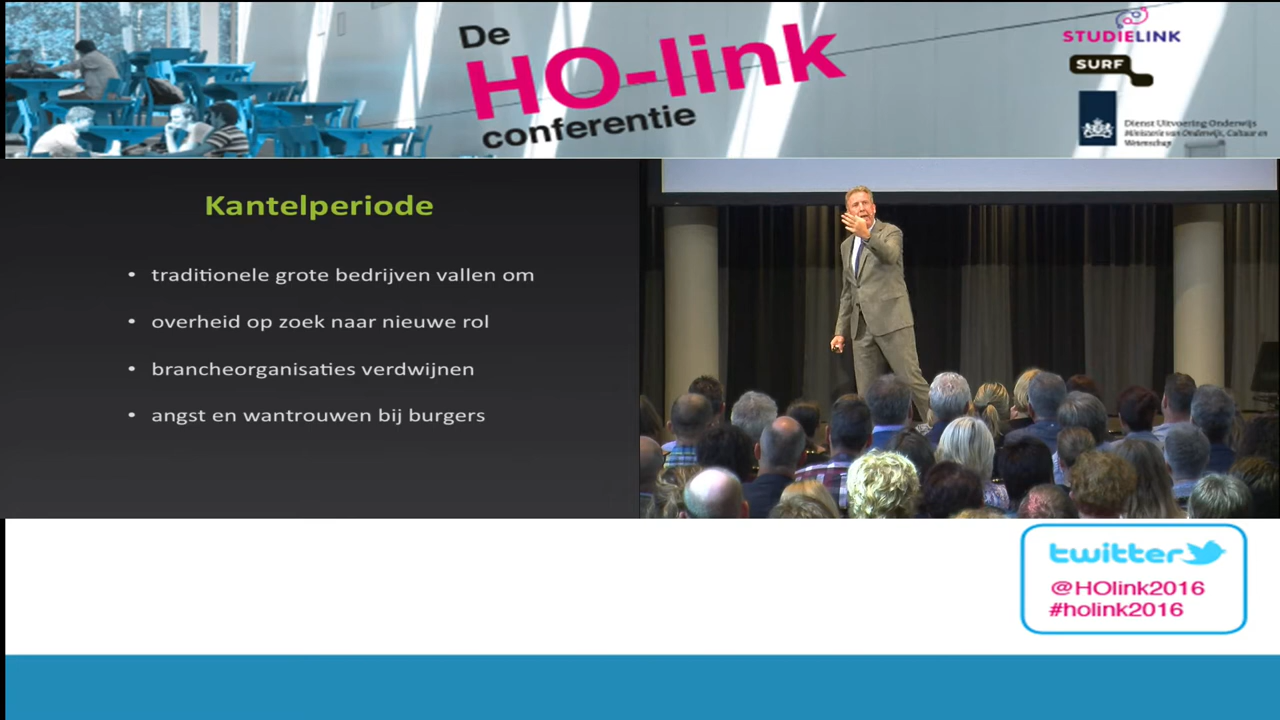 De
HO-link
conferentie
STUDIELINK
SURF
Dienst Uitvoering Onderwijs
Ministerie van Onderwijs, Cultuur en
Wetenschap
Kantelperiode
• traditionele grote bedrijven vallen om
• overheid op zoek naar nieuwe rol
• brancheorganisaties verdwijnen
• angst en wantrouwen bij burgers
twitter
@HOlink2016
#holink2016